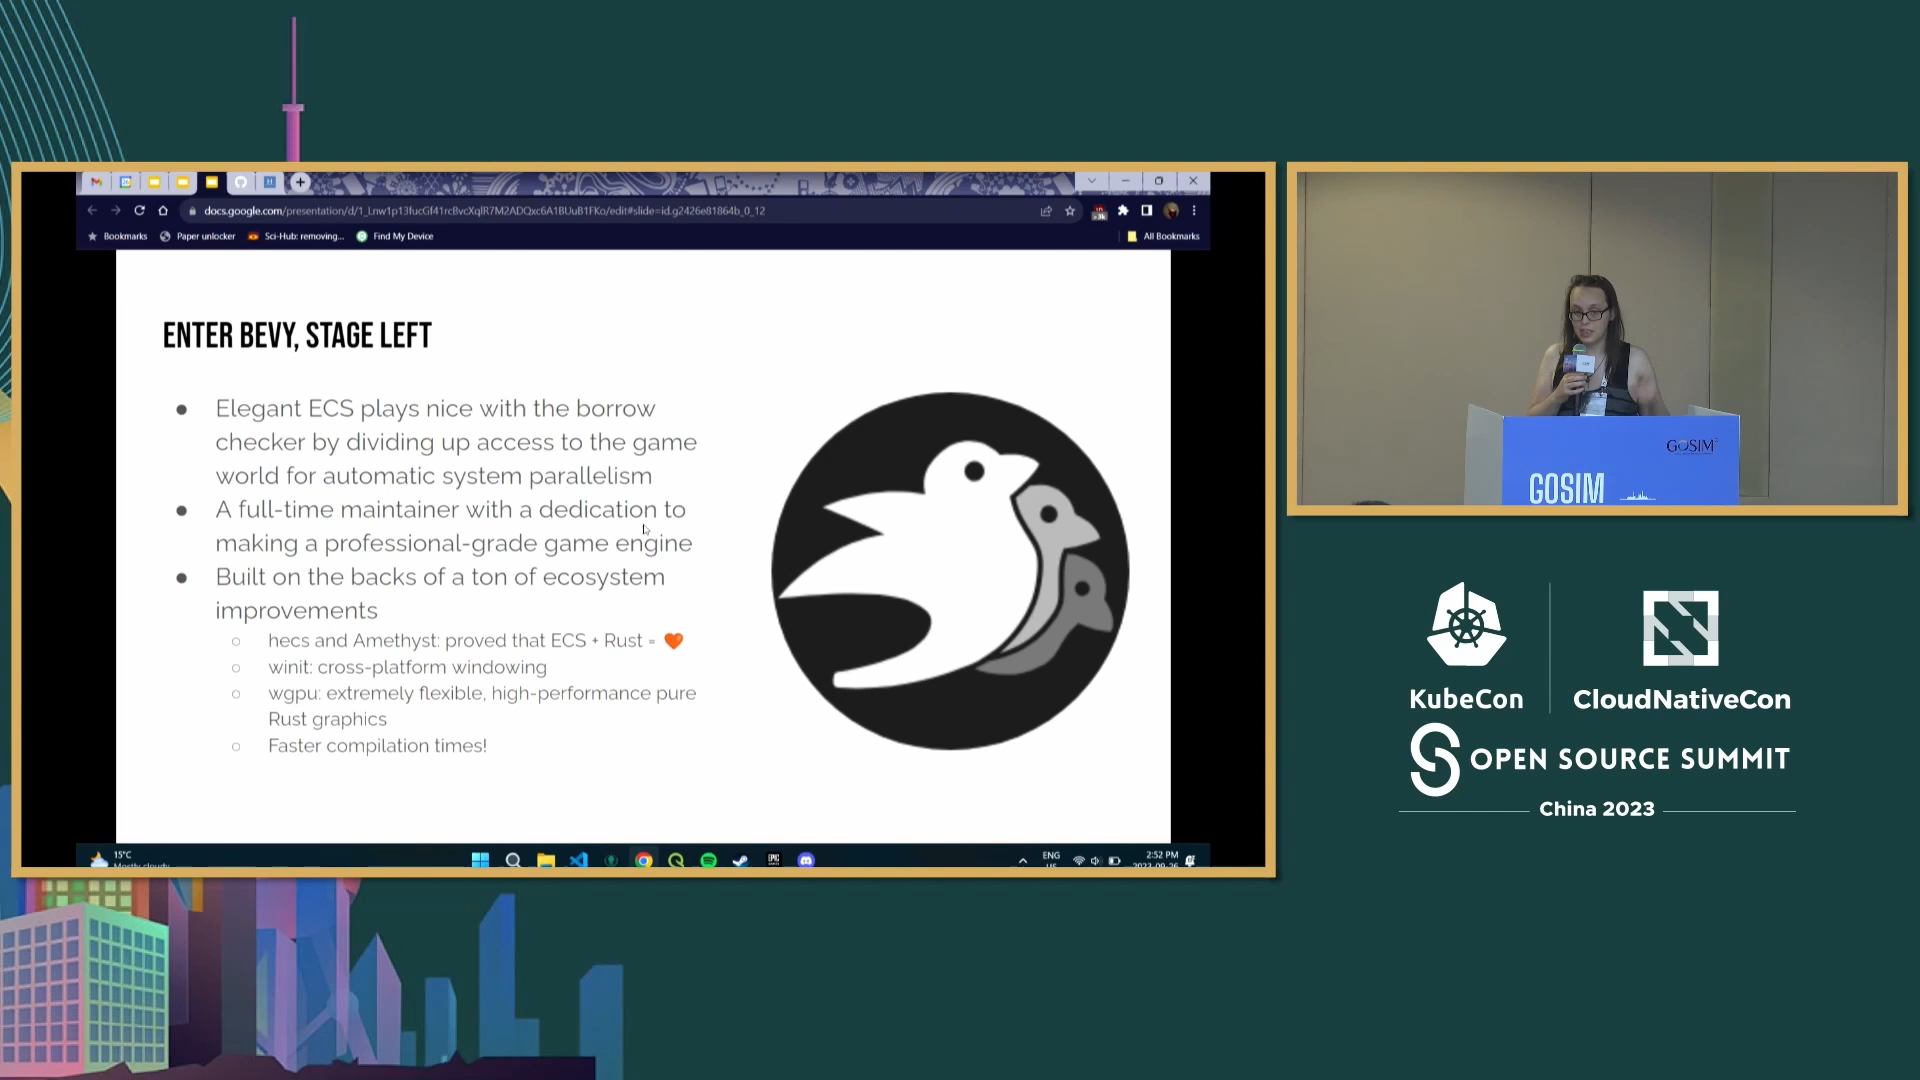 docs.google.com/presentation/d/1_Lnw1p13fucGf41rcBvcXqlR7M2ADQxc6A1BUuB1FKo/edit#slide=id.g2426e81864b_0_12
Bookmarks
Paper unlocker
Sci-Hub: removing...
Find My Device
All Bookmarks
ENTER BEVY, STAGE LEFT
● Elegant ECS plays nice with the borrow
checker by dividing up access to the game
world for automatic system parallelism
● A full-time maintainer with a dedication to
making a professional-grade game engine
● Built on the backs of a ton of ecosystem
improvements
○ hecs and Amethyst: proved that ECS + Rust = 🧡
○ winit: cross-platform windowing
○ wgpu: extremely flexible, high-performance pure
Rust graphics
○ Faster compilation times!
15°C
Mostly cloudy
EPIC
ENG
US
2:52 PM
2023-09-26
GOSIM
GOSIM
KubeCon
CloudNativeCon
OPEN SOURCE SUMMIT
China 2023